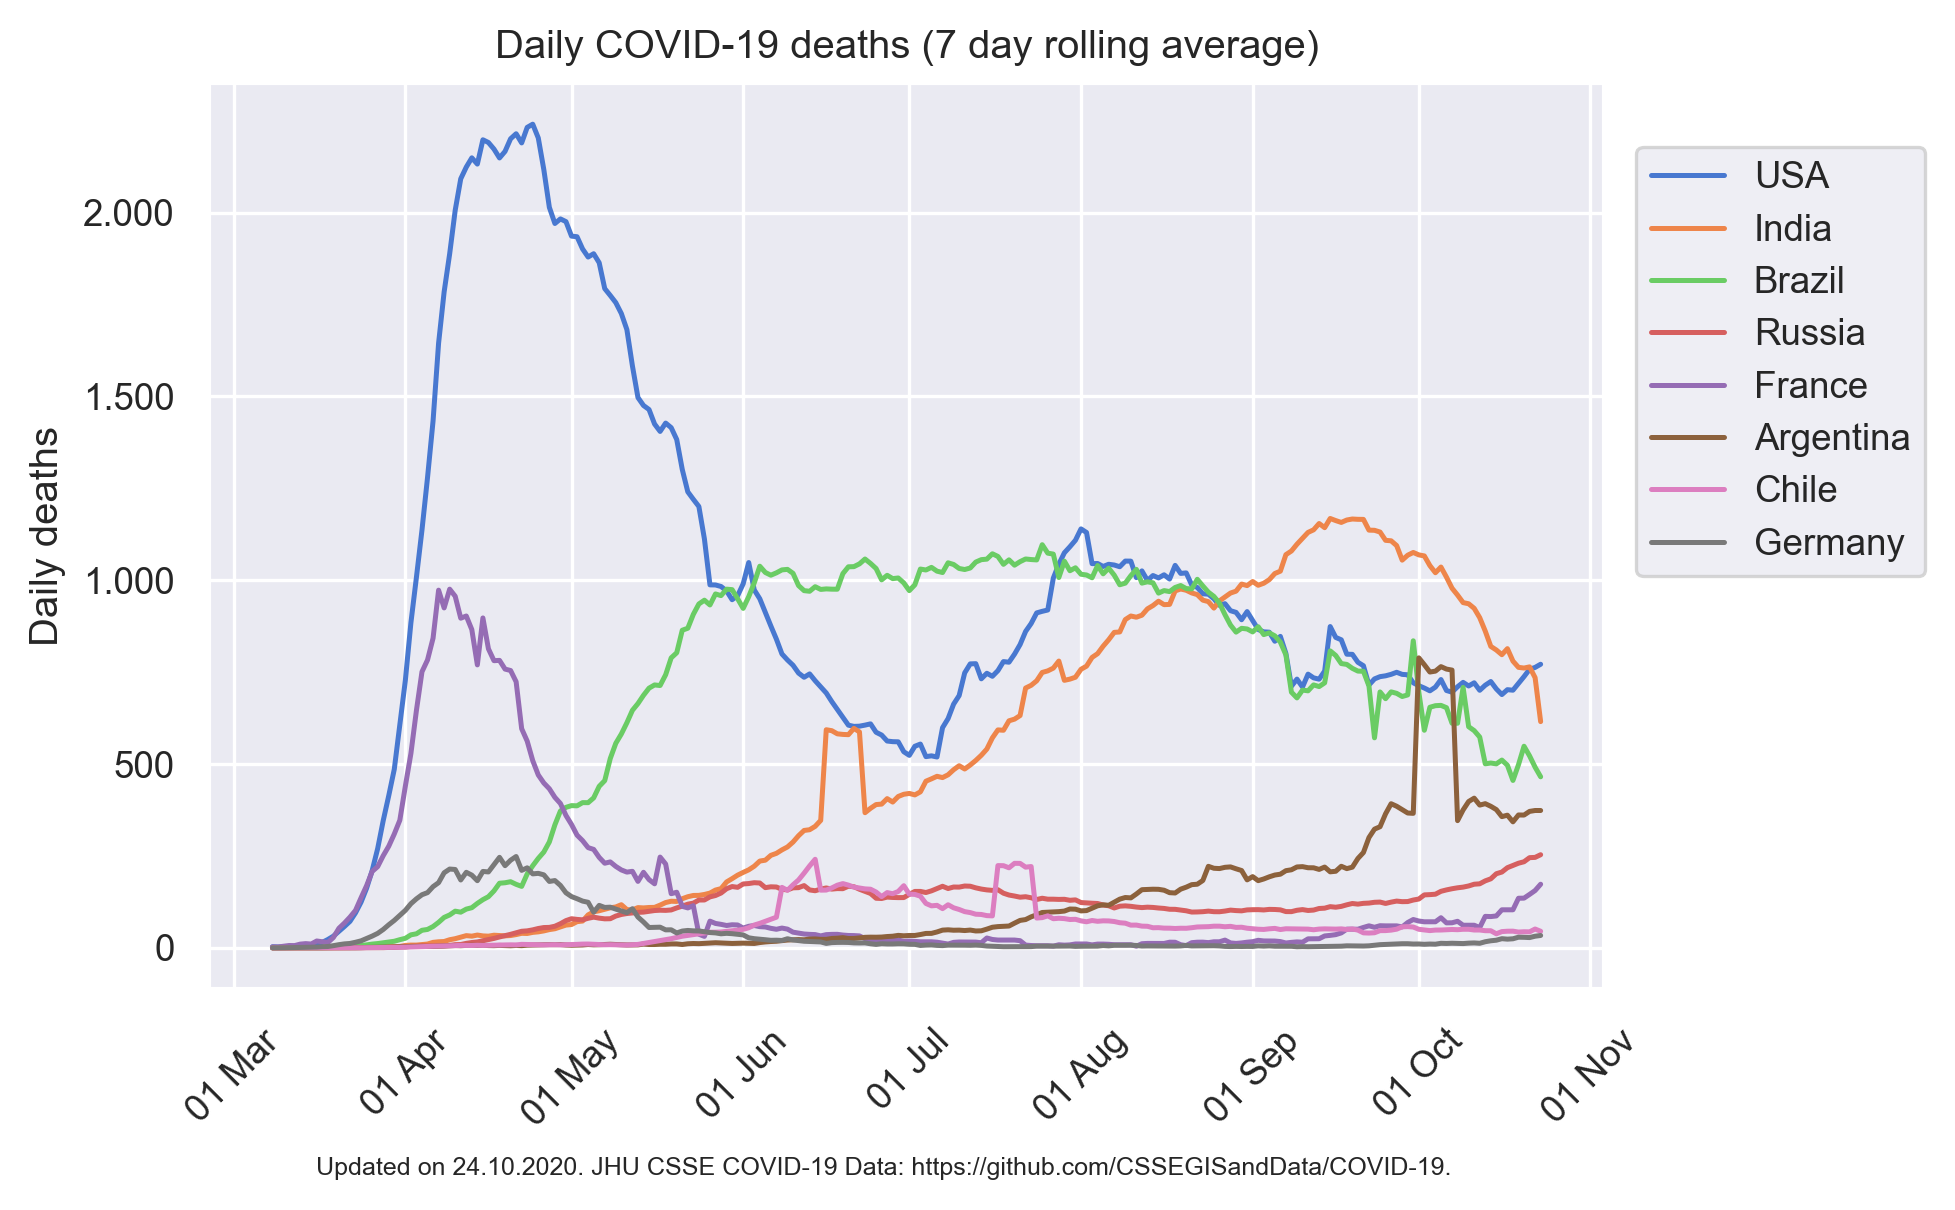 Daily COVID-19 deaths (7 day rolling average)
Daily deaths
2.000
1.500
1.000
500
0
01 Mar
01 Apr
01 May
01 Jun
01 Jul
01 Aug
01 Sep
01 Oct
01 Nov
USA
India
Brazil
Russia
France
Argentina
Chile
Germany
Updated on 24.10.2020. JHU CSSE COVID-19 Data: https://github.com/CSSEGISandData/COVID-19.